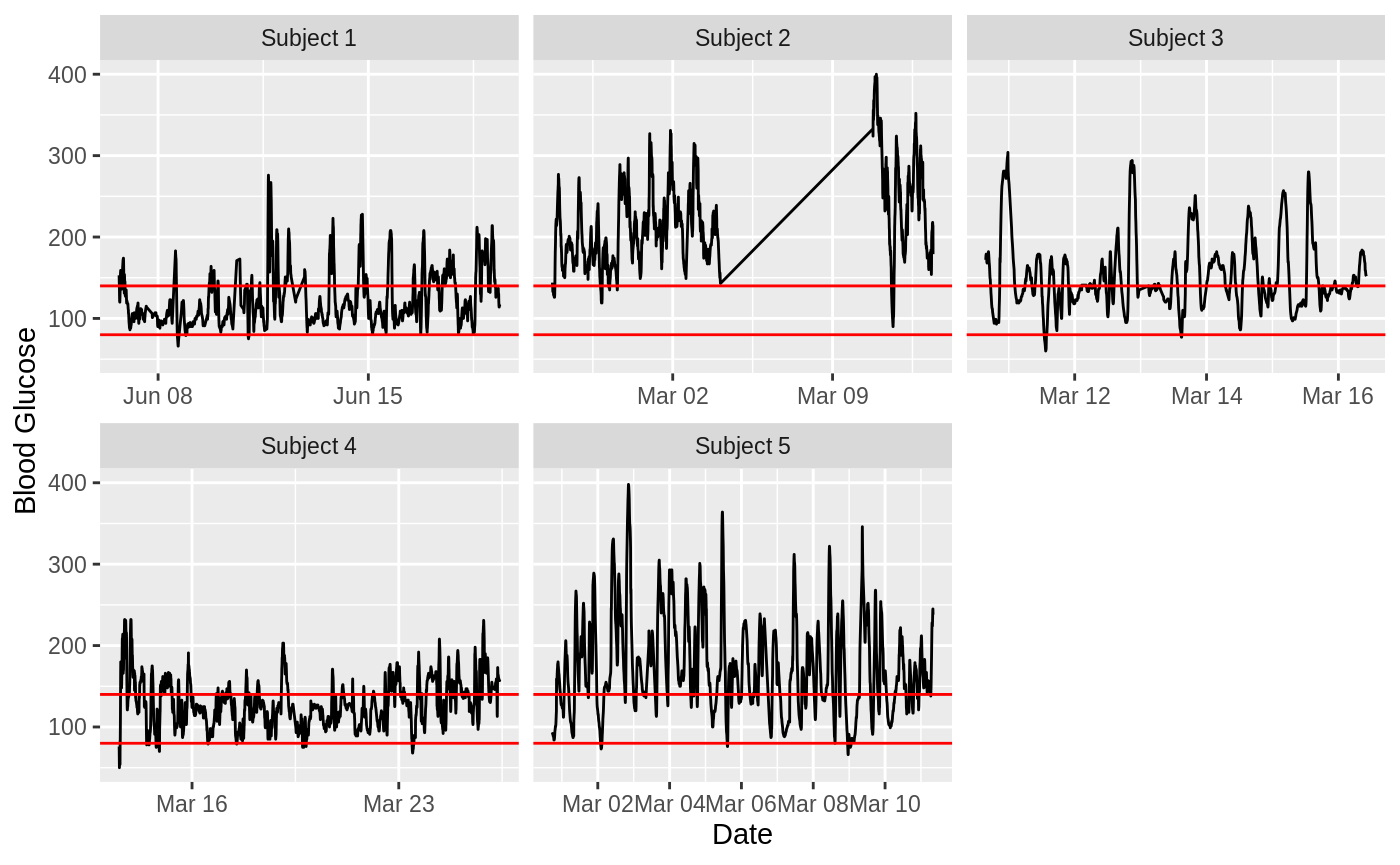 Subject 1
Subject 2
Subject 3
400
300
200
100
Jun 08
Jun 15
Mar 02
Mar 09
Mar 12
Mar 14
Mar 16
Blood Glucose
Subject 4
Subject 5
400
300
200
100
Mar 16
Mar 23
Mar 02
Mar 04
Mar 06
Mar 08
Mar 10
Date